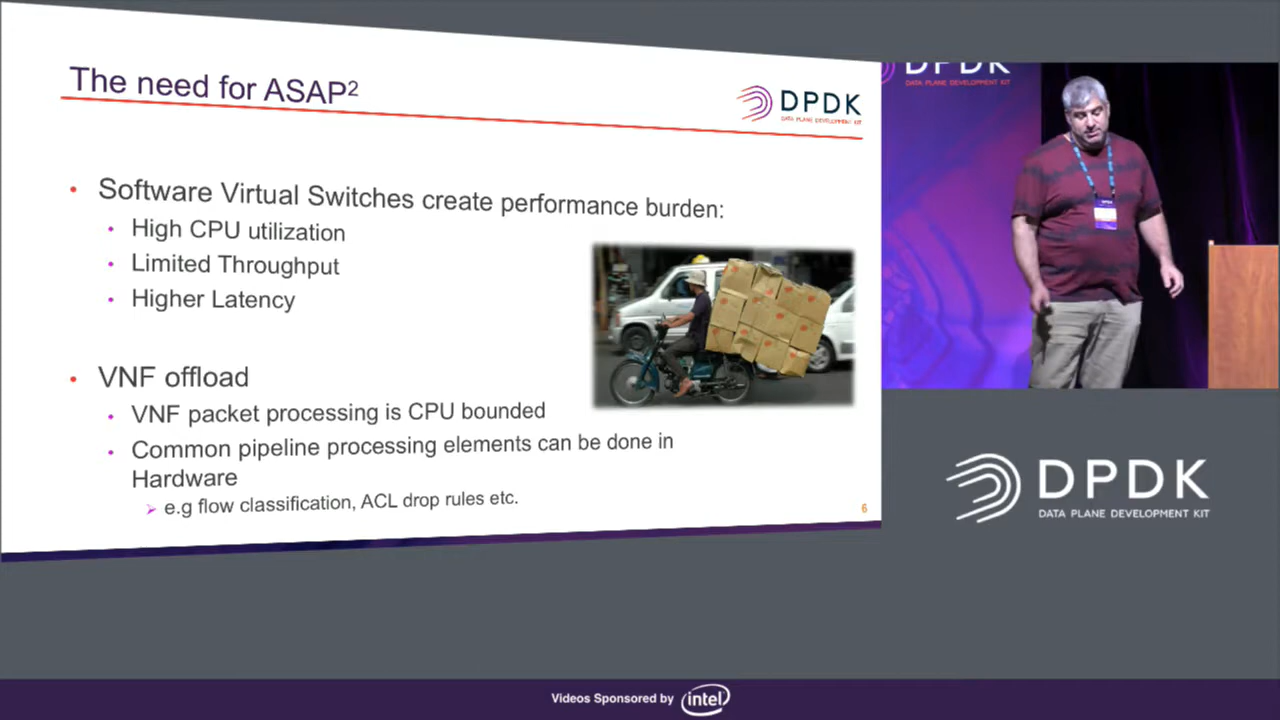 The need for ASAP2
DPDK
DATA PLANE DEVELOPMENT KIT
Software Virtual Switches create performance burden:
High CPU utilization
Limited Throughput
Higher Latency
VNF offload
VNF packet processing is CPU bounded
Common pipeline processing elements can be done in
Hardware
e.g flow classification, ACL drop rules etc.
6
DPDK
DATA PLANE DEVELOPMENT KIT
DPDK
DPDK
DATA PLANE DEVELOPMENT KIT
Videos Sponsored by intel